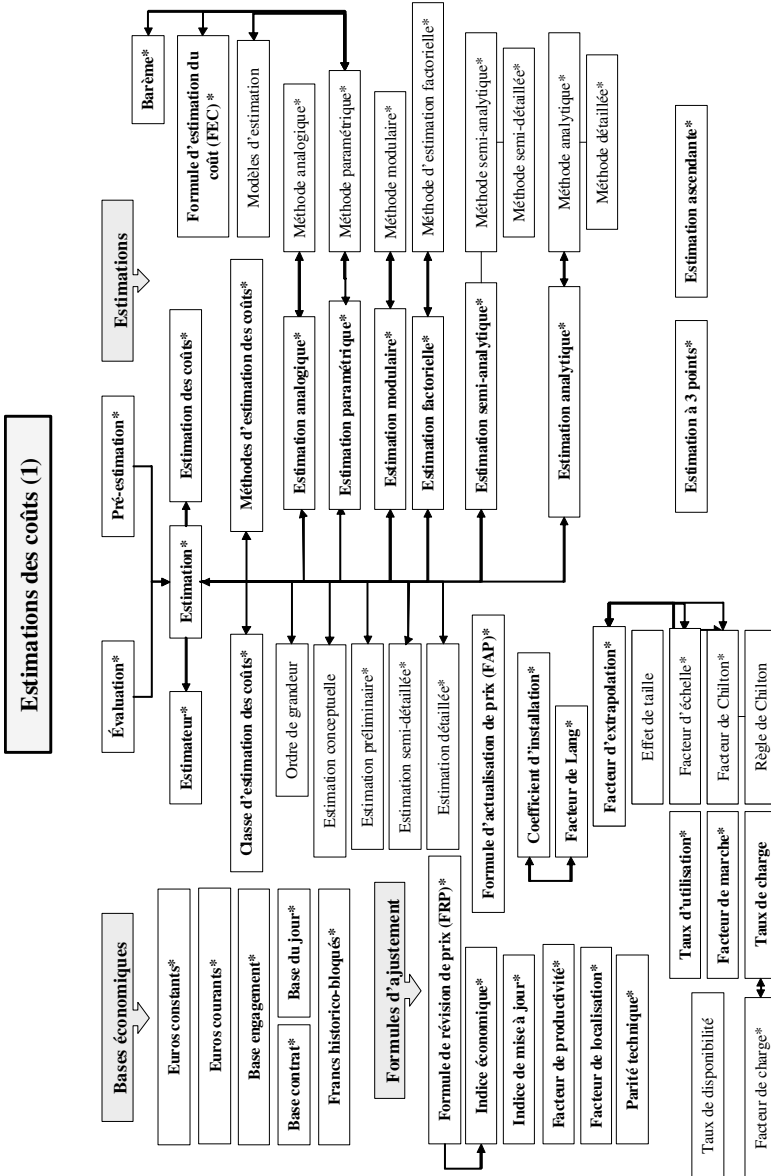 Estimations des coûts (1)
Bases économiques
Euros constants*
Euros courants*
Base engagement*
Base contrat*
Base du jour*
Francs historico-bloqués*
Formules d'ajustement
Formule de révision de prix (FRP)*
Indice économique*
Indice de mise à jour*
Facteur de productivité*
Facteur de localisation*
Parité technique*
Taux de disponibilité
Facteur de charge*
Évaluation*
Pré-estimation*
Estimateur*
Estimation*
Estimation des coûts*
Classe d'estimation des coûts*
Méthodes d'estimation des coûts*
Ordre de grandeur
Estimation conceptuelle
Estimation préliminaire*
Estimation semi-détaillée*
Estimation détaillée*
Formule d'actualisation de prix (FAP)*
Coefficient d'installation*
Facteur de Lang*
Facteur d'extrapolation*
Effet de taille
Facteur d'échelle*
Facteur de Chilton*
Règle de Chilton
Taux d'utilisation*
Facteur de marche*
Taux de charge
Estimations
Estimation analogique*
Estimation paramétrique*
Estimation modulaire*
Estimation factorielle*
Estimation semi-analytique*
Estimation analytique*
Estimation à 3 points*
Estimation ascendante*
Barème*
Formule d'estimation du
coût (FEC) *
Modèles d'estimation
Méthode analogique*
Méthode paramétrique*
Méthode modulaire*
Méthode d'estimation factorielle*
Méthode semi-analytique*
Méthode semi-détaillée*
Méthode analytique*
Méthode détaillée*